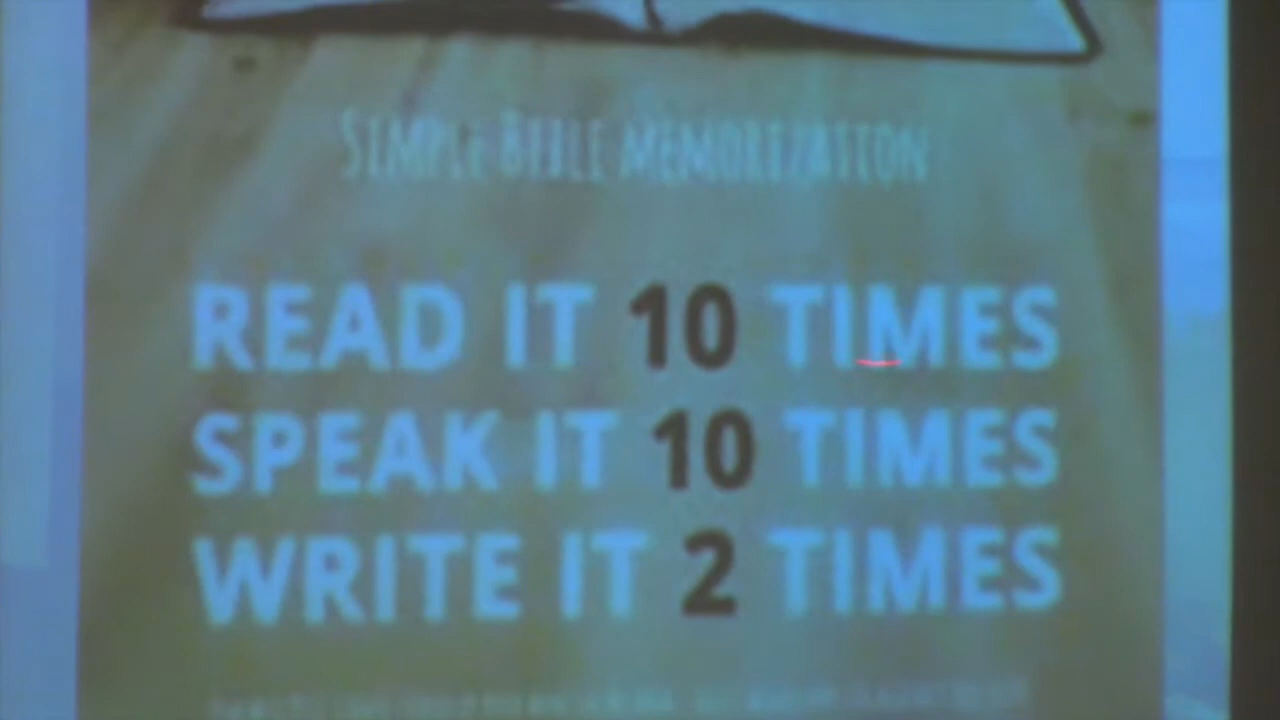 SIMPLE BIBLE MEMORIZATION
READ IT 10 TIMES
SPEAK IT 10 TIMES
WRITE IT 2 TIMES